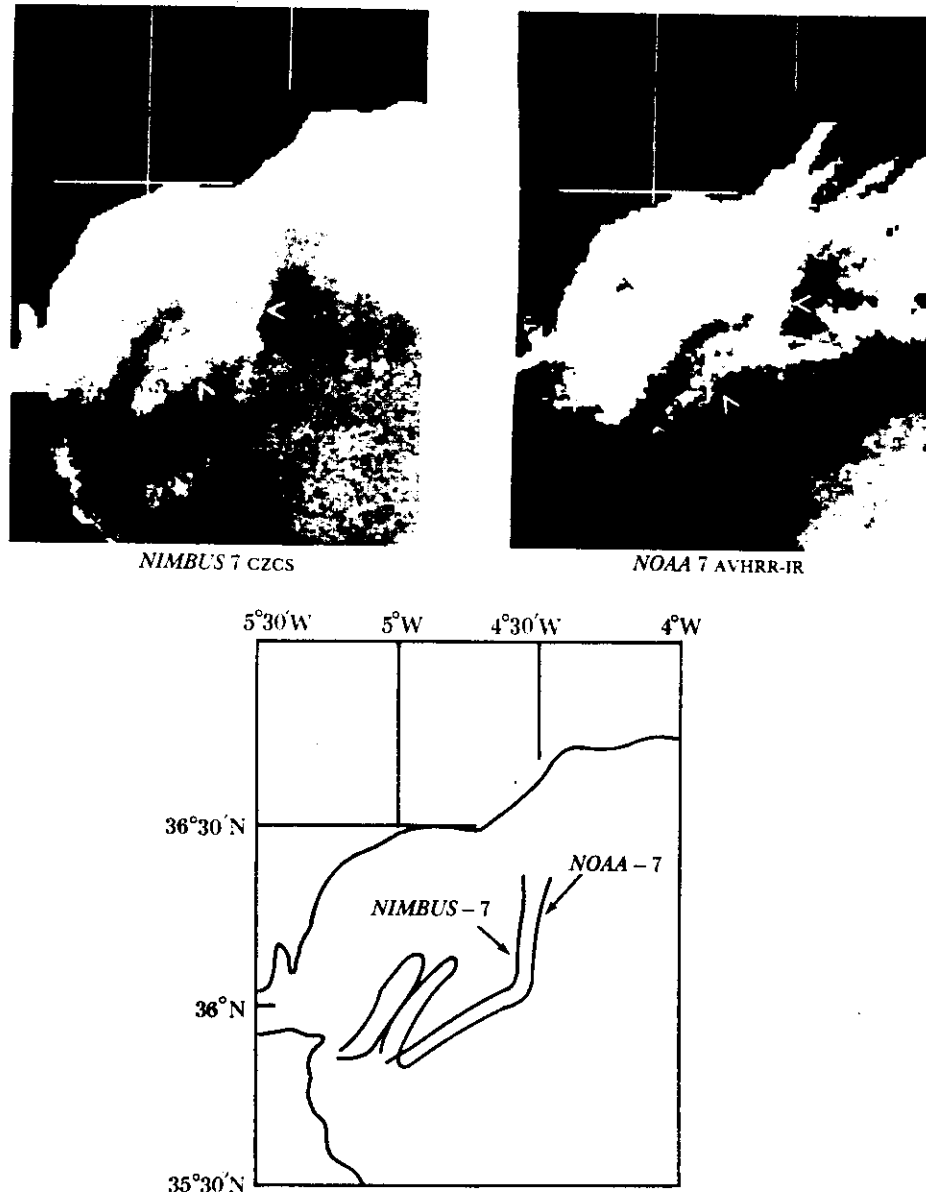 NIMBUS 7 CZCS
NOAA 7 AVHRR-IR
5°30′W 5°W 4°30′W 4°W
36°30′N
NOAA – 7
NIMBUS – 7
36°N
35°30′N